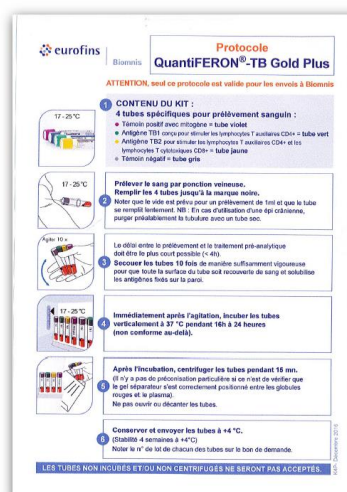 eurofins
Biomnis
Protocole
QuantiFERON®-TB Gold Plus
ATTENTION, seul ce protocole est valide pour les envois à Biomnis
17 - 25°C
1
CONTENU DU KIT :
4 tubes spécifiques pour prélèvement sanguin :
Témoin positif avec mitogène = tube violet
Antigène TB1 conçu pour stimuler les lymphocytes T auxiliaires CD4+ = tube vert
Antigène TB2 pour stimuler les lymphocytes T auxiliaires CD4+ et les
lymphocytes T cytotoxiques CD8+ = tube jaune
Témoin négatif = tube gris
17 - 25°C
2
Prélever le sang par ponction veineuse.
Remplir les 4 tubes jusqu'à la marque noire.
Noter que le vide est prévu pour un prélèvement de 1ml et que le tube
se remplit lentement. NB : En cas d'utilisation d'une épi crânienne,
purger préalablement la tubulure avec un tube sec.
Agiter 10 x
3
Le délai entre le prélèvement et le traitement pré-analytique
doit être le plus court possible (< 4h).
Secouer les tubes 10 fois de manière suffisamment vigoureuse
pour que toute la surface du tube soit recouverte de sang et solubilise
les antigènes fixés sur la paroi.
17 - 25°C
4
Immédiatement après l'agitation, incuber les tubes
verticalement à 37 °C pendant 16h à 24 heures
(non conforme au-delà).
5
Après l'incubation, centrifuger les tubes pendant 15 mn.
(Il n'y a pas de préconisation particulière si ce n'est de vérifier que
le gel séparateur s'est correctement positionné entre les globules
rouges et le plasma).
Ne pas ouvrir ou décanter les tubes.
6
Conserver et envoyer les tubes à +4 °C.
(Stabilité 4 semaines à +4°C)
Noter le n° de lot de chacun des tubes sur le bon de demande.
LES TUBES NON INCUBÉS ET/OU NON CENTRIFUGÉS NE SERONT PAS ACCEPTÉS.